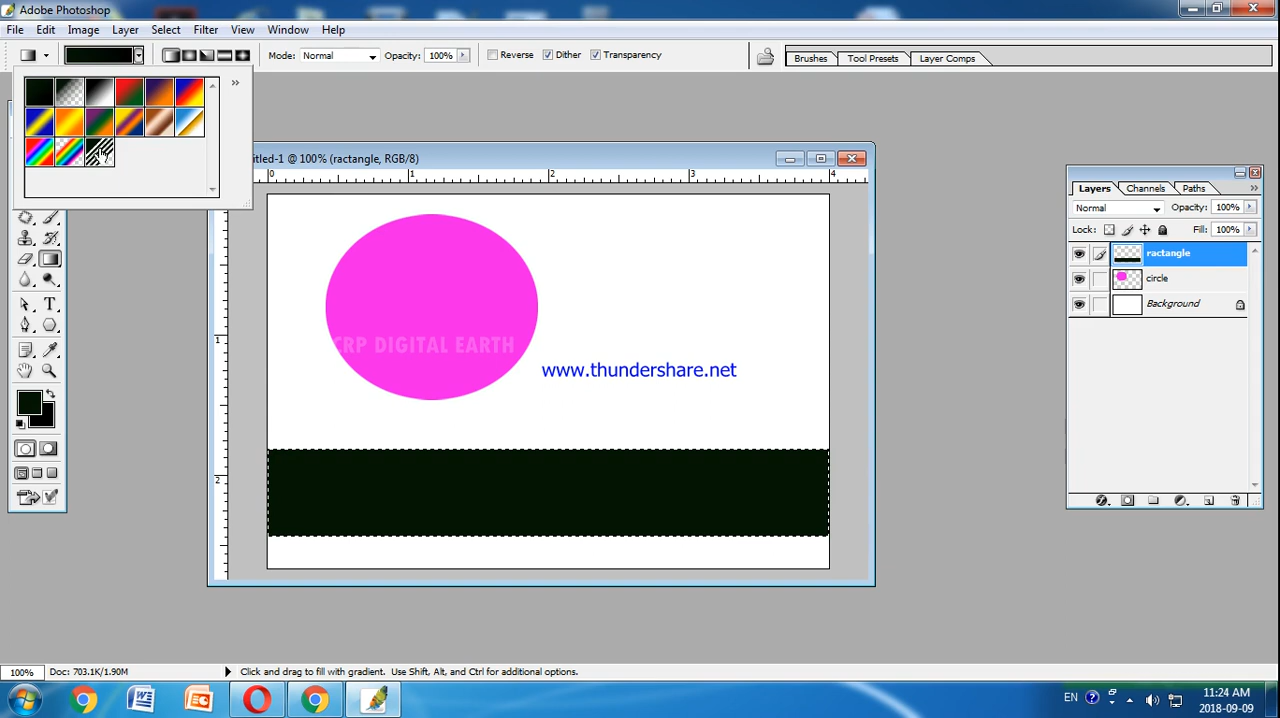 Adobe Photoshop
File Edit Image Layer Select Filter View Window Help
Mode: Normal Opacity: 100% Reverse Dither Transparency Brushes Tool Presets Layer Comps
itled-1 @ 100% (ractangle, RGB/8)
0 1 2 3 4
1
2
CRP DIGITAL EARTH
www.thundershare.net
Layers Channels Paths
Normal Opacity: 100%
Lock: Fill: 100%
ractangle
circle
Background
100% Doc: 703.1K/1.90M Click and drag to fill with gradient. Use Shift, Alt, and Ctrl for additional options.
EN 11:24 AM
2018-09-09